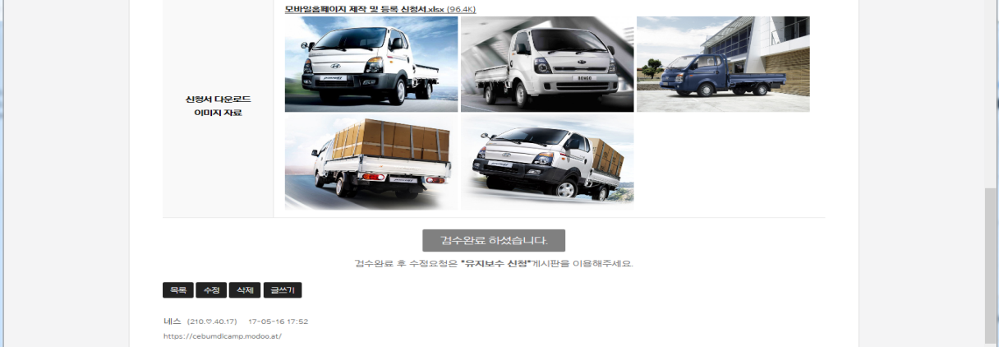 모바일홈페이지 제작 및 등록 신청서.xlsx (96.4K)
신청서 다운로드
이미지 자료
BONGO
검수완료 하셨습니다.
검수완료 후 수정요청은 "유지보수 신청"게시판을 이용해주세요.
목록 수정 삭제 글쓰기
네스 (210.♡.40.17) 17-05-16 17:52
https://cebumdlcamp.modoo.at/